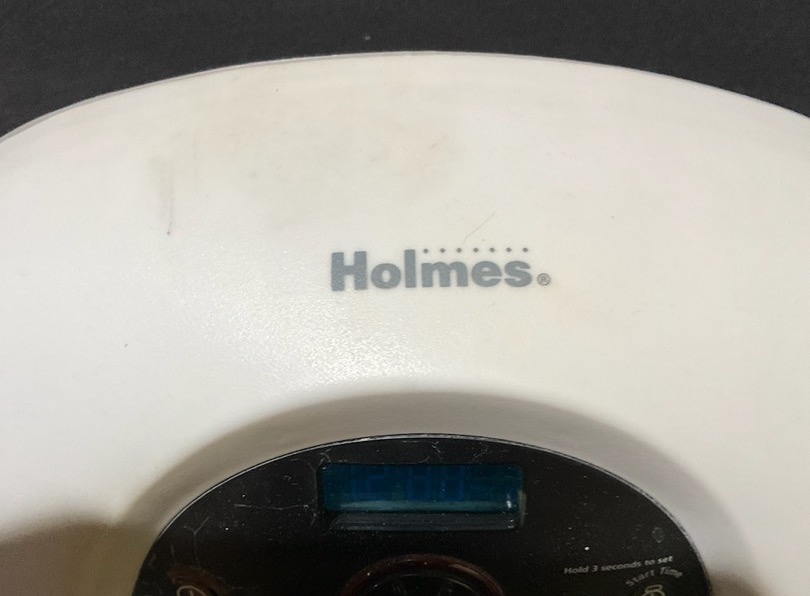 Holmes®
Hold 3 seconds to set
Start Time